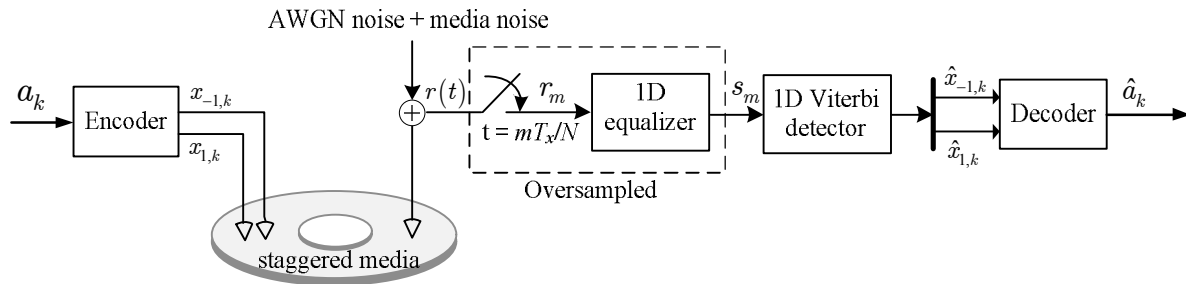 AWGN noise + media noise
a_k
Encoder
x_{-1,k}
x_{1,k}
r(t)
r_m
t = mT_x/N
1D
equalizer
s_m
1D Viterbi
detector
x̂_{-1,k}
x̂_{1,k}
Decoder
â_k
Oversampled
staggered media